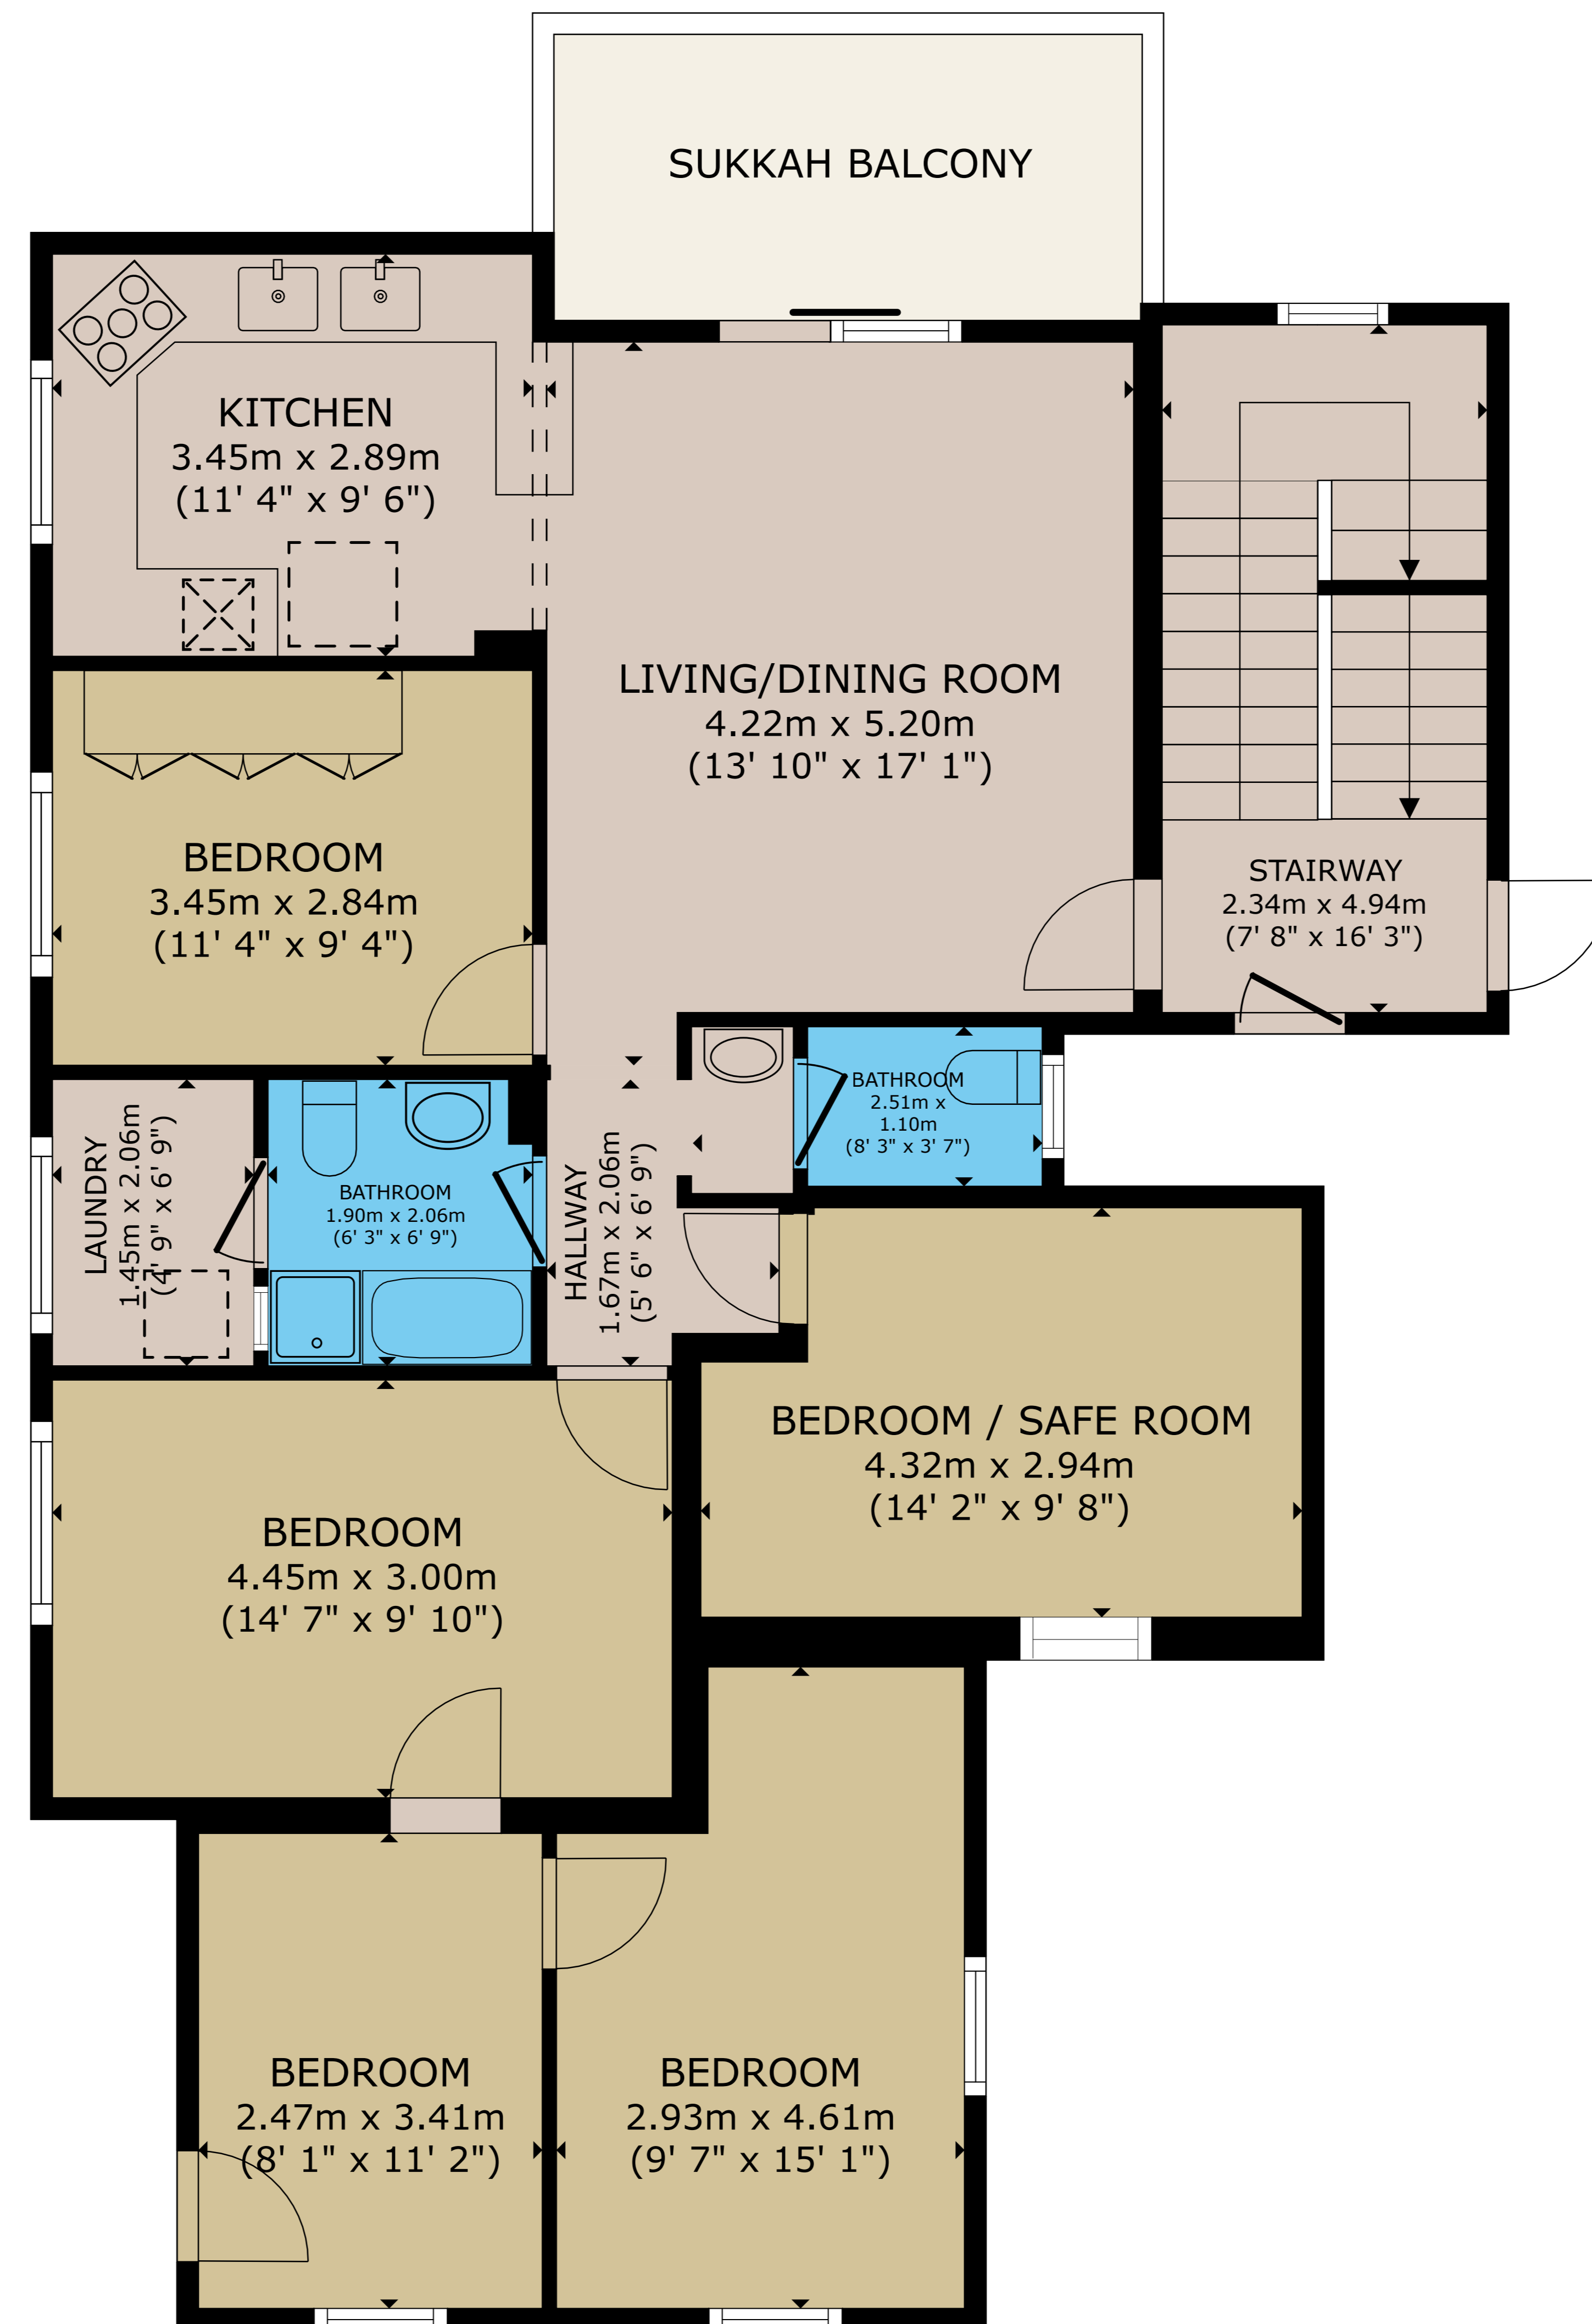 SUKKAH BALCONY
KITCHEN
3.45m x 2.89m
(11' 4" x 9' 6")
LIVING/DINING ROOM
4.22m x 5.20m
(13' 10" x 17' 1")
BEDROOM
3.45m x 2.84m
(11' 4" x 9' 4")
STAIRWAY
2.34m x 4.94m
(7' 8" x 16' 3")
LAUNDRY
1.45m x 2.06m
(4' 9" x 6' 9")
BATHROOM
1.90m x 2.06m
(6' 3" x 6' 9")
HALLWAY
1.67m x 2.06m
(5' 6" x 6' 9")
BATHROOM
2.51m x
1.10m
(8' 3" x 3' 7")
BEDROOM / SAFE ROOM
4.32m x 2.94m
(14' 2" x 9' 8")
BEDROOM
4.45m x 3.00m
(14' 7" x 9' 10")
BEDROOM
2.47m x 3.41m
(8' 1" x 11' 2")
BEDROOM
2.93m x 4.61m
(9' 7" x 15' 1")